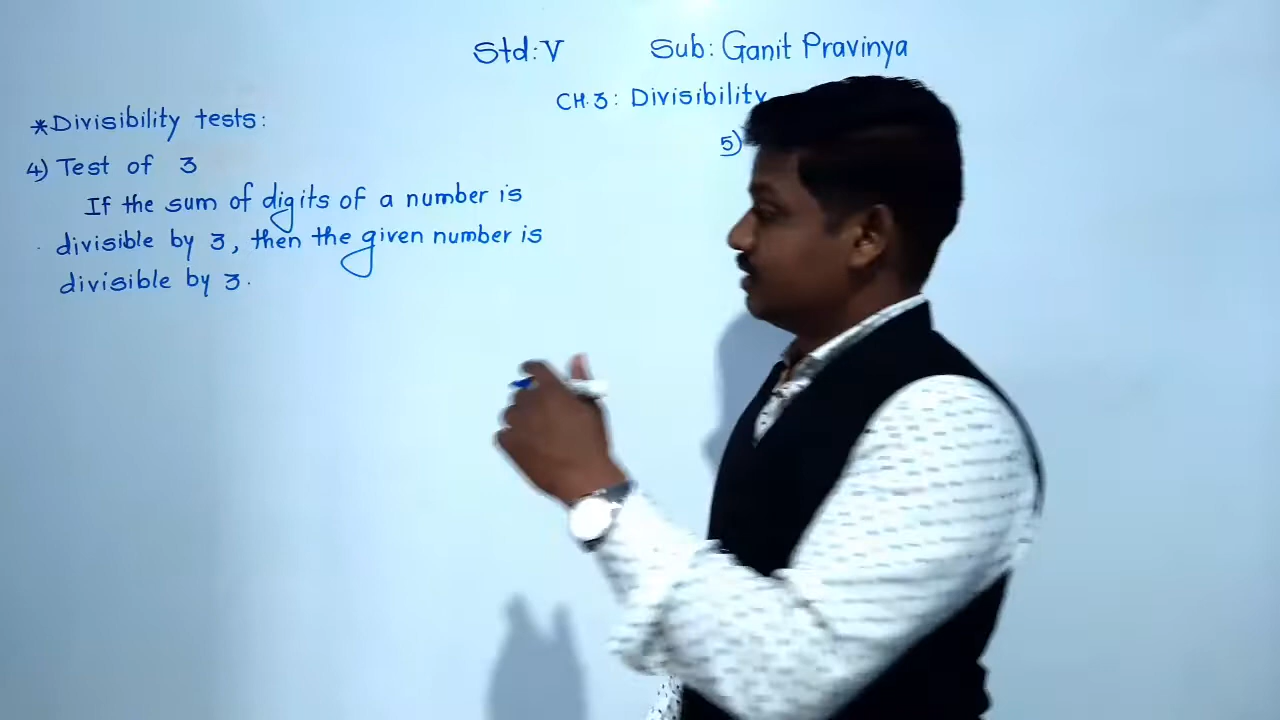 Std: V Sub: Ganit Pravinya
CH. 3: Divisibility
*Divisibility tests:
5)
4) Test of 3
If the sum of digits of a number is
divisible by 3, then the given number is
divisible by 3.